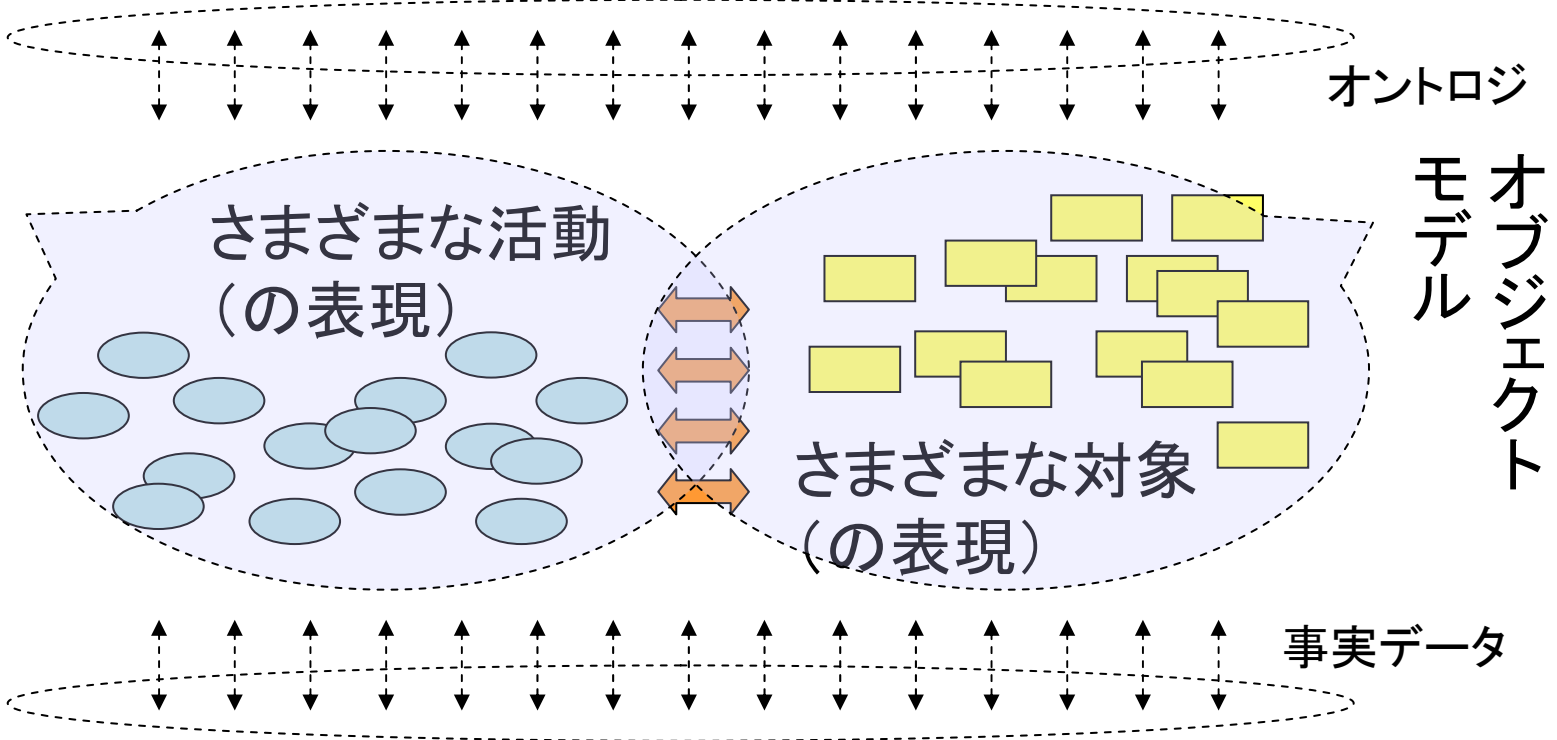 オントロジ
オブジェクト
モデル
さまざまな活動
（の表現）
さまざまな対象
（の表現）
事実データ